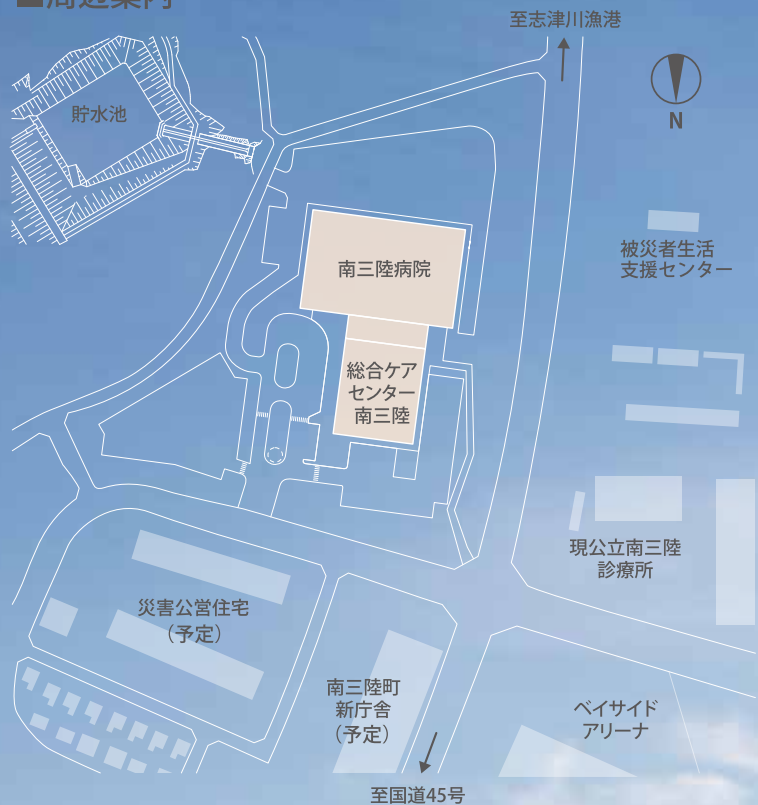 ■周辺案内
至志津川漁港
貯水池
N
被災者生活
支援センター
南三陸病院
総合ケア
センター
南三陸
現公立南三陸
診療所
災害公営住宅
（予定）
南三陸町
新庁舎
（予定）
ベイサイド
アリーナ
至国道45号